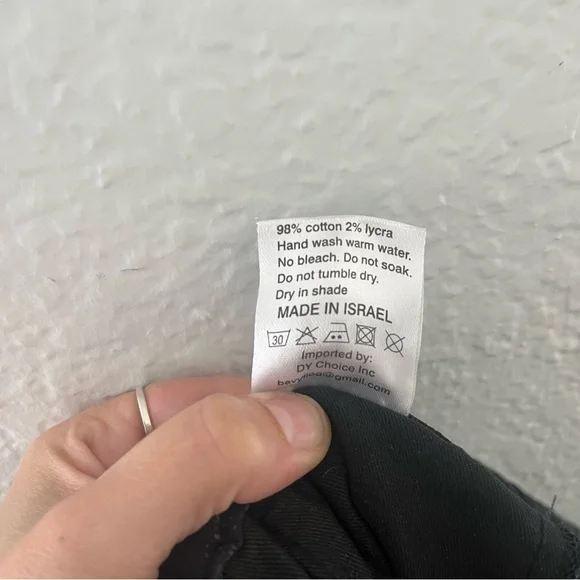 98% cotton 2% lycra
Hand wash warm water.
No bleach. Do not soak.
Do not tumble dry.
Dry in shade
MADE IN ISRAEL
30
Imported by:
DY Choice Inc